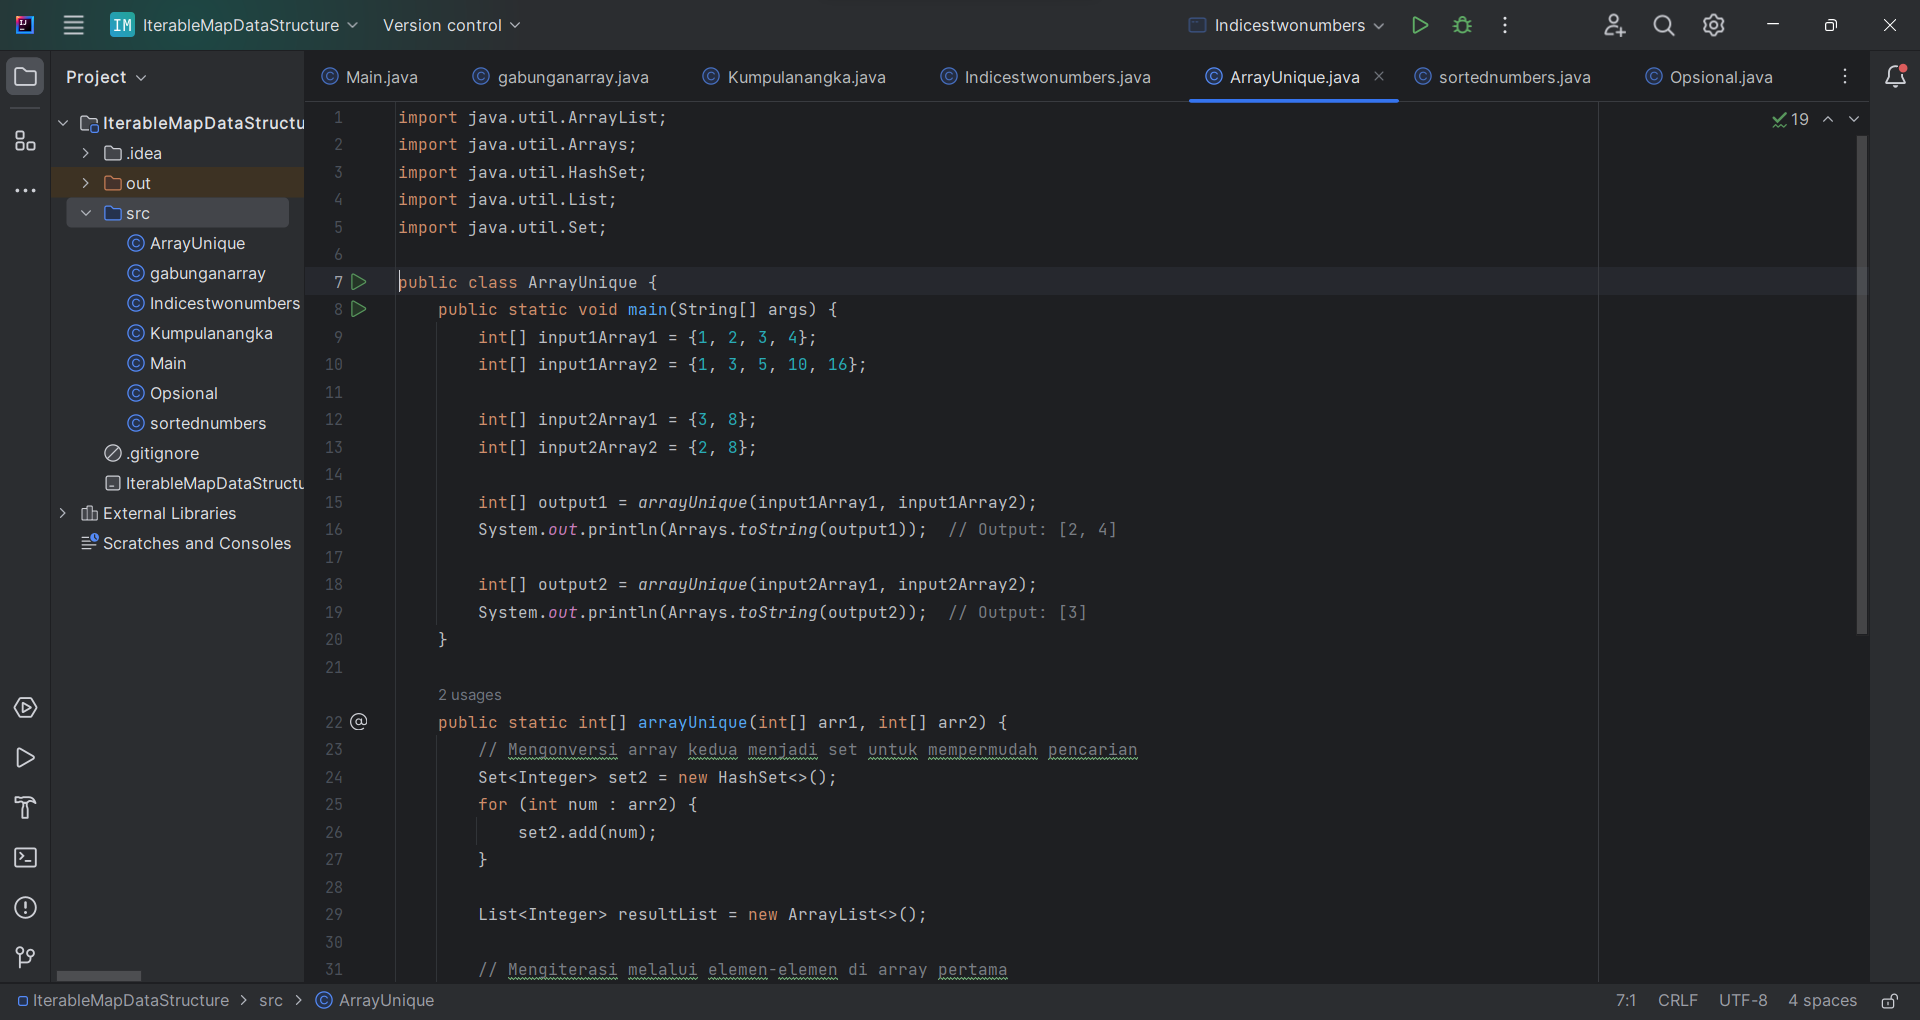 IM IterableMapDataStructure Version control Indicestwonumbers
Project
Main.java gabunganarray.java Kumpulanangka.java Indicestwonumbers.java ArrayUnique.java sortednumbers.java Opsional.java
IterableMapDataStructu
.idea
out
src
ArrayUnique
gabunganarray
Indicestwonumbers
Kumpulanangka
Main
Opsional
sortednumbers
.gitignore
IterableMapDataStructu
External Libraries
Scratches and Consoles
19
1 import java.util.ArrayList;
2 import java.util.Arrays;
3 import java.util.HashSet;
4 import java.util.List;
5 import java.util.Set;
6
7 public class ArrayUnique {
8 public static void main(String[] args) {
9 int[] input1Array1 = {1, 2, 3, 4};
10 int[] input1Array2 = {1, 3, 5, 10, 16};
11
12 int[] input2Array1 = {3, 8};
13 int[] input2Array2 = {2, 8};
14
15 int[] output1 = arrayUnique(input1Array1, input1Array2);
16 System.out.println(Arrays.toString(output1)); // Output: [2, 4]
17
18 int[] output2 = arrayUnique(input2Array1, input2Array2);
19 System.out.println(Arrays.toString(output2)); // Output: [3]
20 }
21
2 usages
22 @ public static int[] arrayUnique(int[] arr1, int[] arr2) {
23 // Mengonversi array kedua menjadi set untuk mempermudah pencarian
24 Set<Integer> set2 = new HashSet<>();
25 for (int num : arr2) {
26 set2.add(num);
27 }
28
29 List<Integer> resultList = new ArrayList<>();
30
31 // Mengiterasi melalui elemen-elemen di array pertama
IterableMapDataStructure > src > ArrayUnique
7:1 CRLF UTF-8 4 spaces